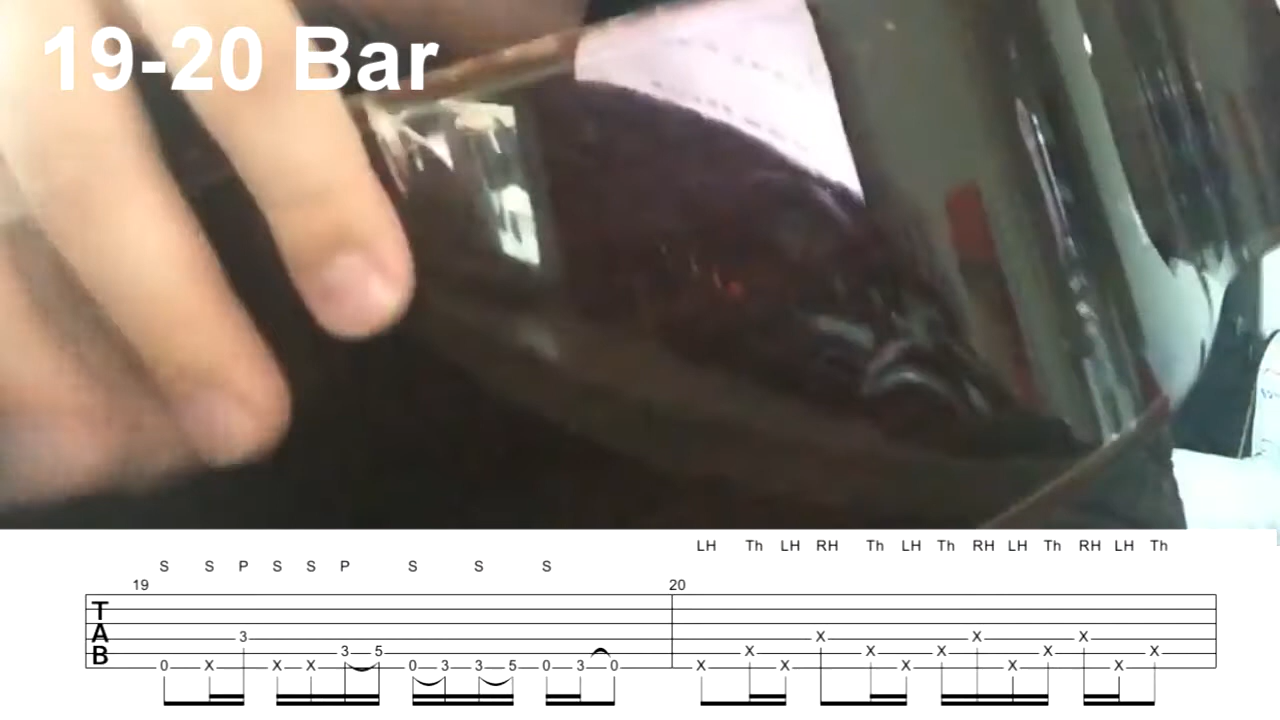 19-20 Bar
LH Th LH RH Th LH Th RH LH Th RH LH Th
S S P S S P S S S
19 20
T
A
B
3 X X X
3 5 X X X X X
0 X X X 0 3 3 5 0 3 0 X X X X X